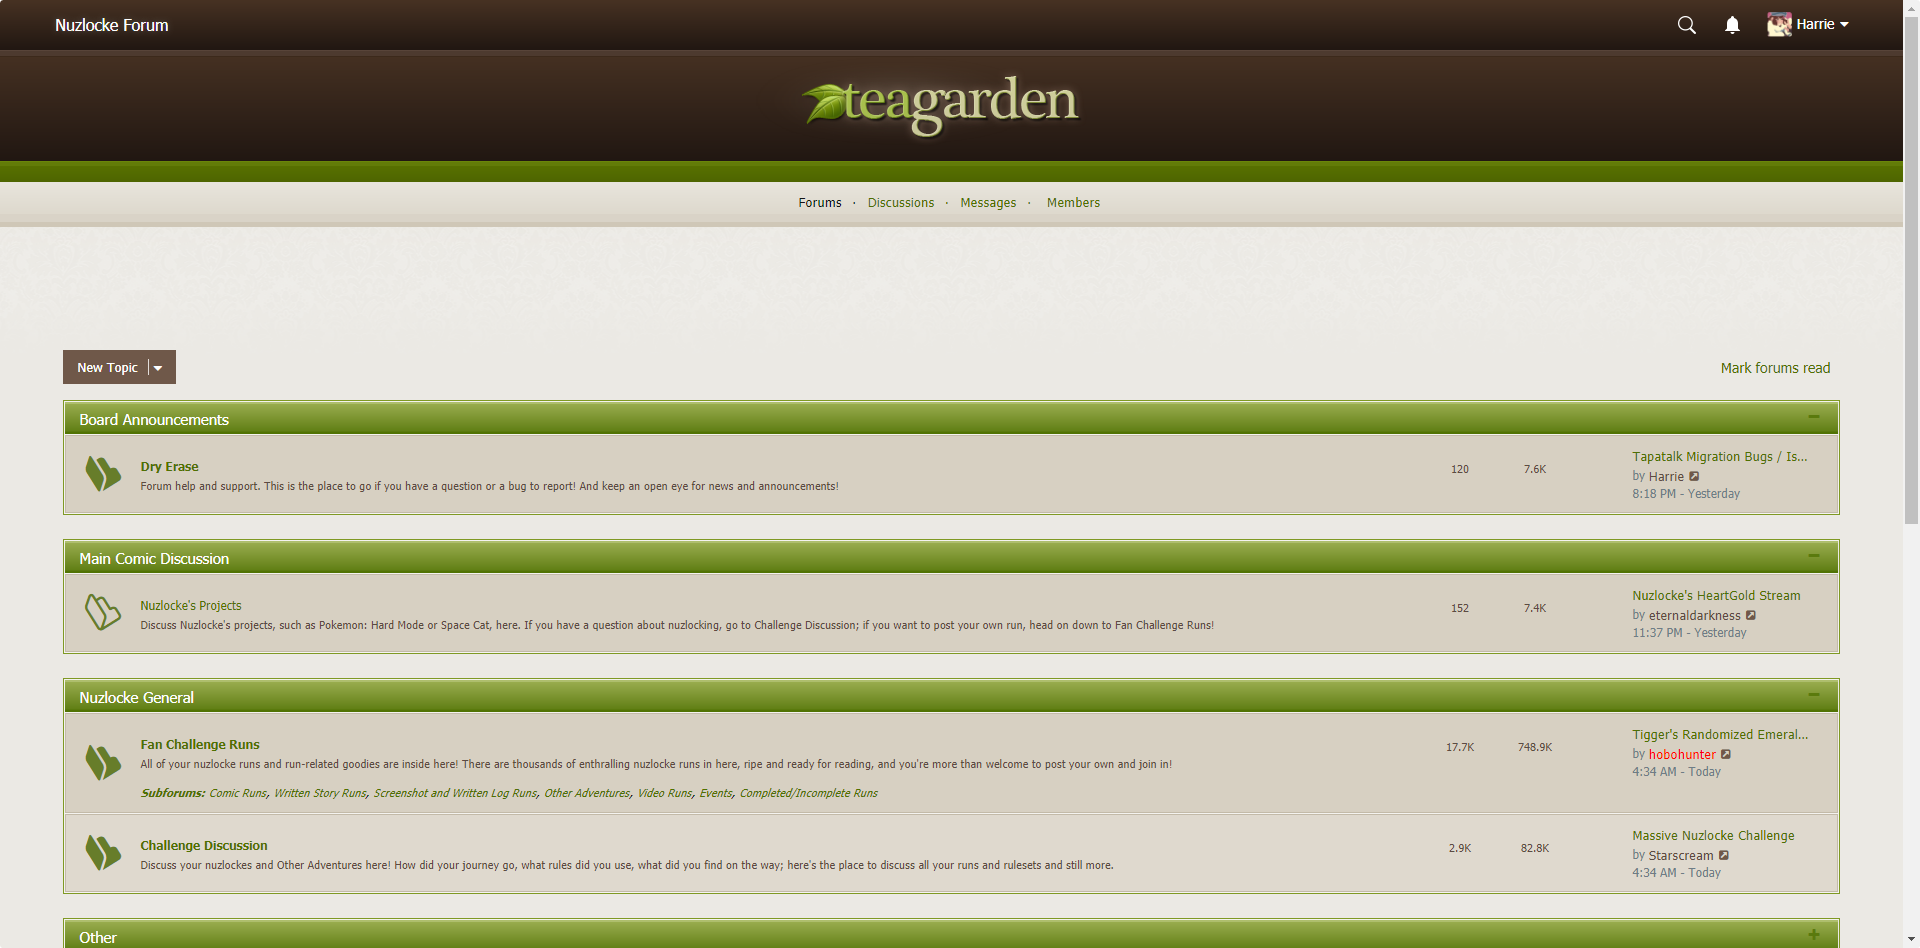 Nuzlocke Forum
Harrie
teagarden
Forums · Discussions · Messages · Members
New Topic
Mark forums read
Board Announcements
Dry Erase
Forum help and support. This is the place to go if you have a question or a bug to report! And keep an open eye for news and announcements!
120
7.6K
Tapatalk Migration Bugs / Is...
by Harrie
8:18 PM - Yesterday
Main Comic Discussion
Nuzlocke's Projects
Discuss Nuzlocke's projects, such as Pokemon: Hard Mode or Space Cat, here. If you have a question about nuzlocking, go to Challenge Discussion; if you want to post your own run, head on down to Fan Challenge Runs!
152
7.4K
Nuzlocke's HeartGold Stream
by eternaldarkness
11:37 PM - Yesterday
Nuzlocke General
Fan Challenge Runs
All of your nuzlocke runs and run-related goodies are inside here! There are thousands of enthralling nuzlocke runs in here, ripe and ready for reading, and you're more than welcome to post your own and join in!
Subforums: Comic Runs, Written Story Runs, Screenshot and Written Log Runs, Other Adventures, Video Runs, Events, Completed/Incomplete Runs
17.7K
748.9K
Tigger's Randomized Emeral...
by hobohunter
4:34 AM - Today
Challenge Discussion
Discuss your nuzlockes and Other Adventures here! How did your journey go, what rules did you use, what did you find on the way; here's the place to discuss all your runs and rulesets and still more.
2.9K
82.8K
Massive Nuzlocke Challenge
by Starscream
4:34 AM - Today
Other